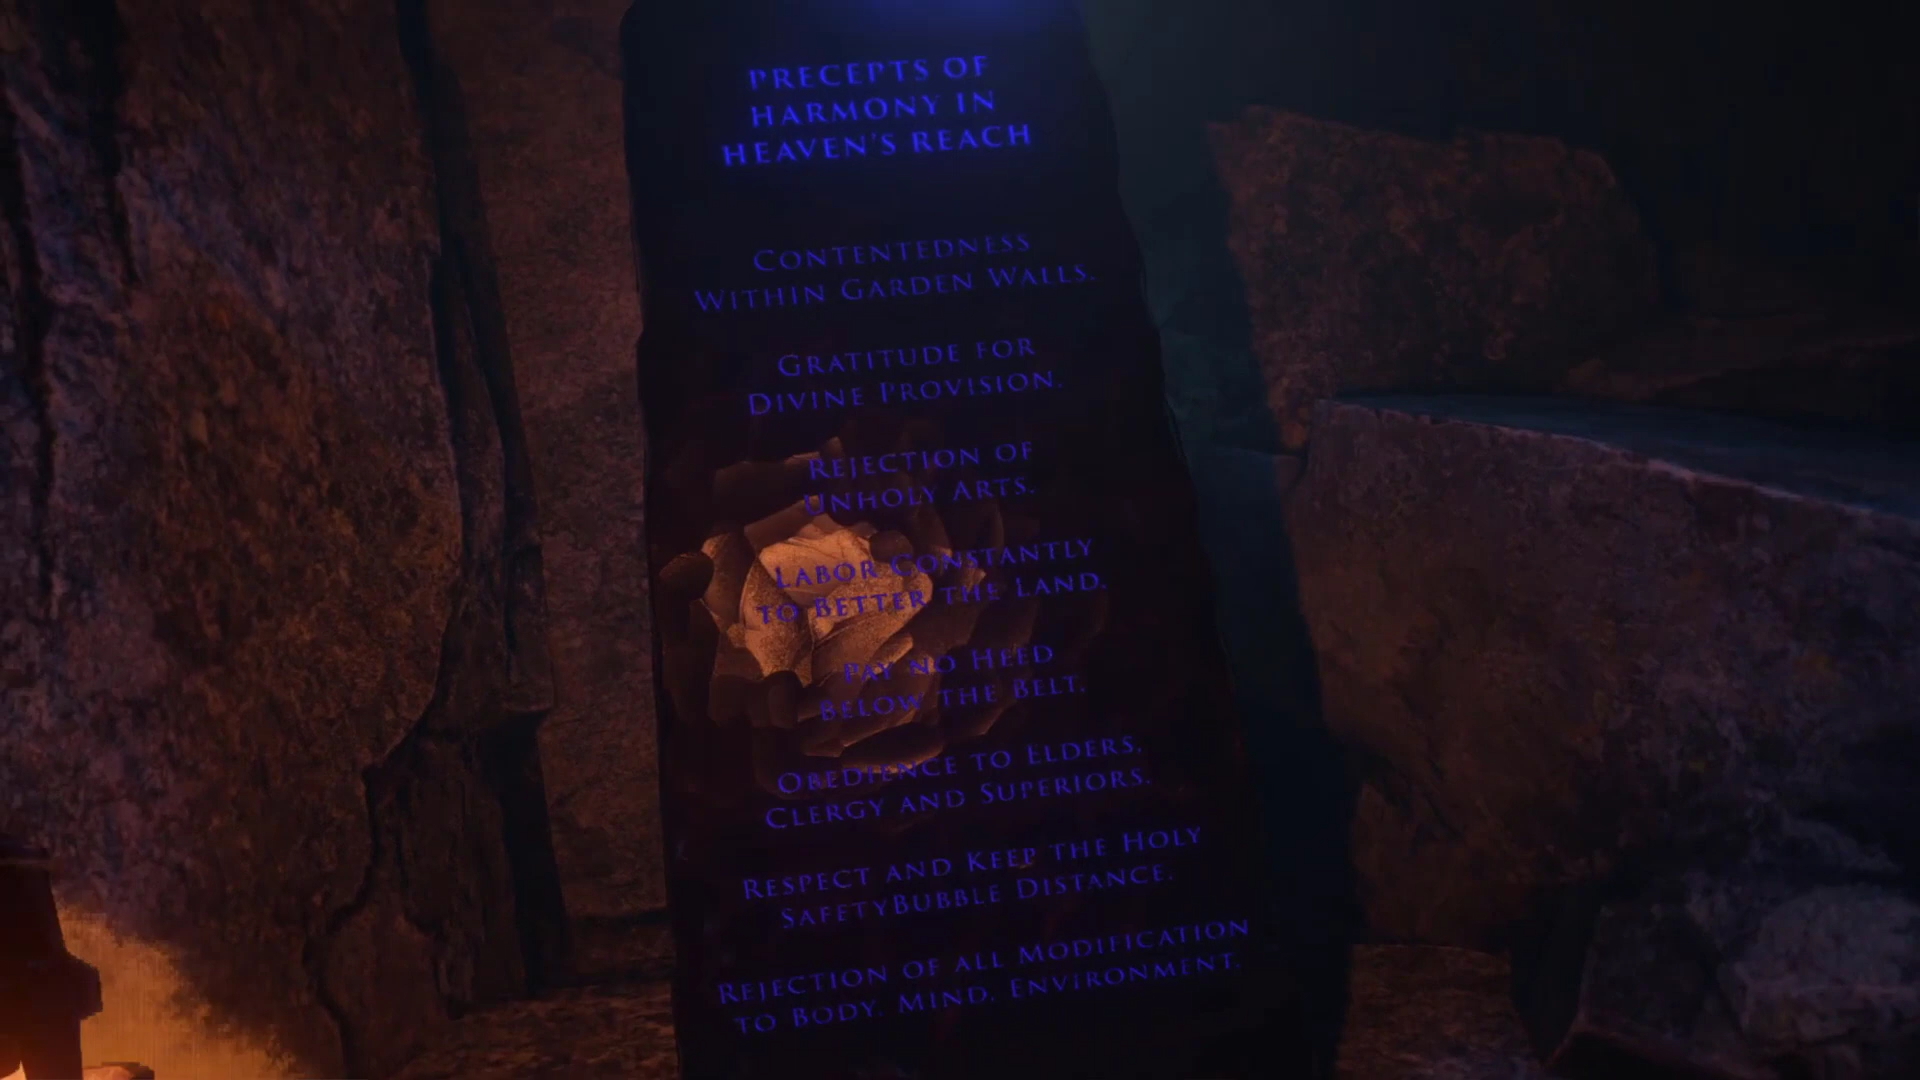 PRECEPTS OF
HARMONY IN
HEAVEN'S REACH
CONTENTEDNESS
WITHIN GARDEN WALLS.
GRATITUDE FOR
DIVINE PROVISION.
REJECTION OF
UNHOLY ARTS.
LABOR CONSTANTLY
TO BETTER THE LAND.
PAY NO HEED
BELOW THE BELT.
OBEDIENCE TO ELDERS,
CLERGY AND SUPERIORS.
RESPECT AND KEEP THE HOLY
SAFETYBUBBLE DISTANCE.
REJECTION OF ALL MODIFICATION
TO BODY, MIND, ENVIRONMENT.